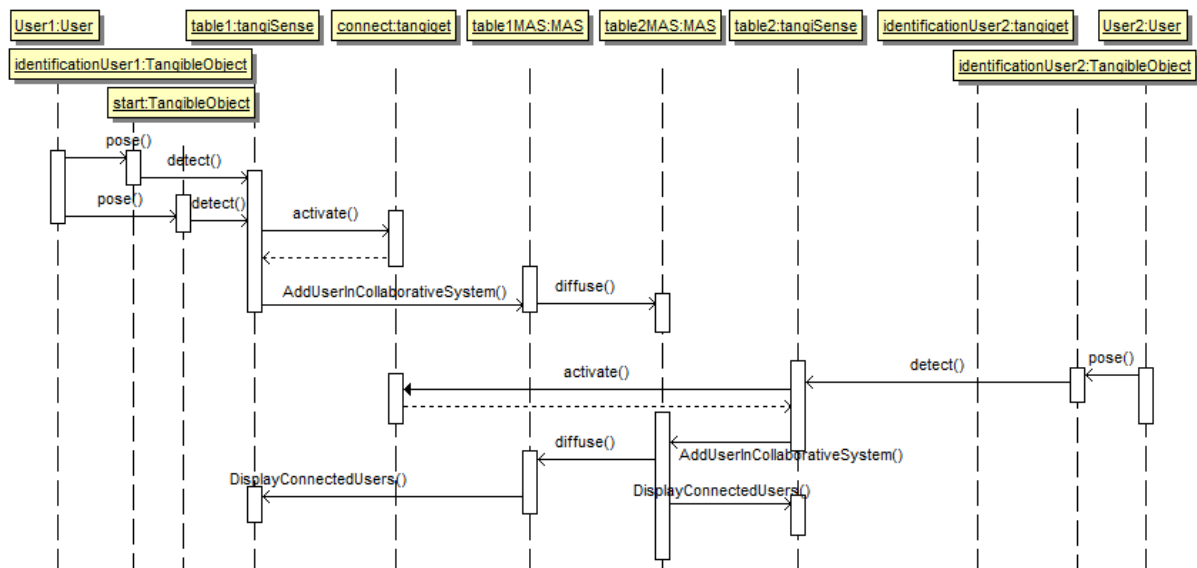 User1:User
table1:tangiSense
connect:tangiget
table1MAS:MAS
table2MAS:MAS
table2:tangiSense
identificationUser2:tangiget
User2:User
identificationUser1:TangibleObject
identificationUser2:TangibleObject
start:TangibleObject
pose()
detect()
pose()
detect()
activate()
AddUserInCollaborativeSystem()
diffuse()
pose()
detect()
activate()
diffuse()
AddUserInCollaborativeSystem()
DisplayConnectedUsers()
DisplayConnectedUsers()